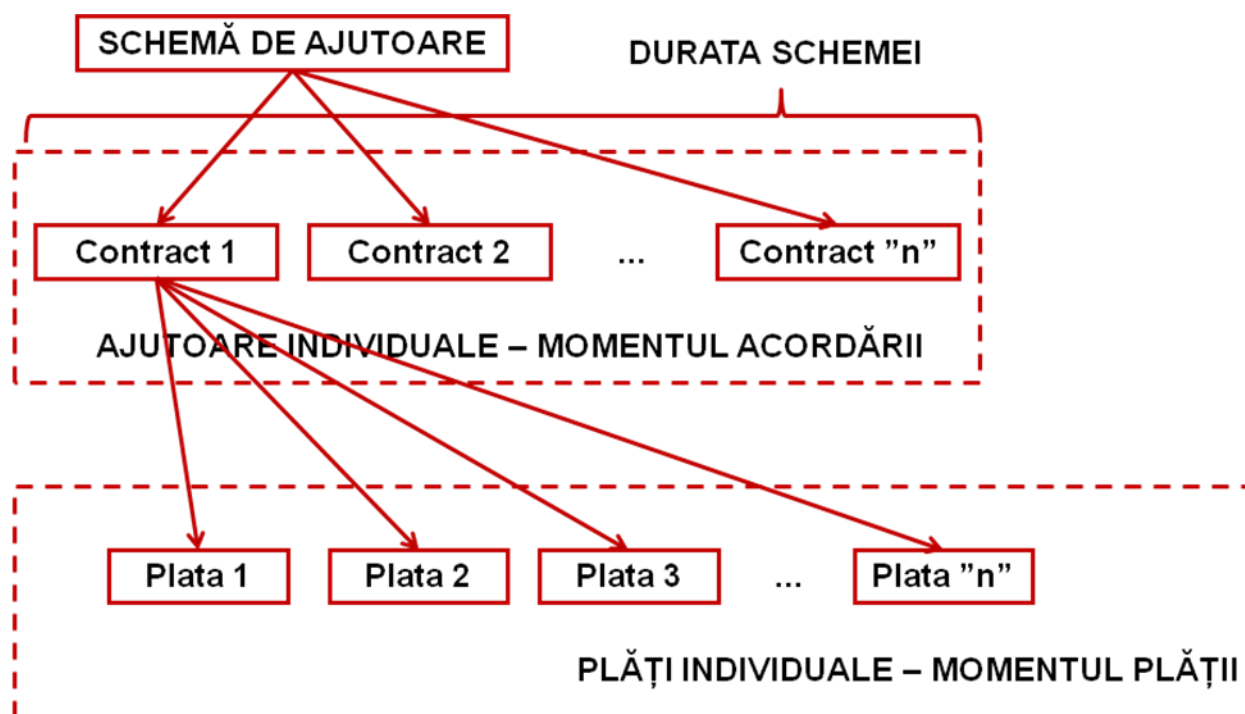 SCHEMĂ DE AJUTOARE
DURATA SCHEMEI
Contract 1
Contract 2
...
Contract ”n”
AJUTOARE INDIVIDUALE – MOMENTUL ACORDĂRII
Plata 1
Plata 2
Plata 3
...
Plata ”n”
PLĂȚI INDIVIDUALE – MOMENTUL PLĂȚII